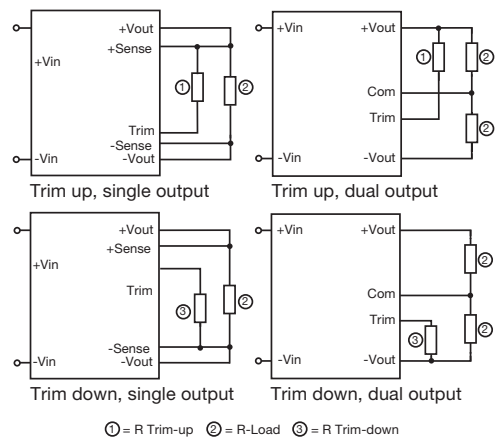 +Vout
+Sense
+Vin
①
②
Trim
-Sense
-Vin
-Vout
Trim up, single output
+Vin
+Vout
①
②
Com
Trim
②
-Vin
-Vout
Trim up, dual output
+Vout
+Sense
+Vin
Trim
③
②
-Sense
-Vin
-Vout
Trim down, single output
+Vin
+Vout
②
Com
Trim
③
②
-Vin
-Vout
Trim down, dual output
① = R Trim-up ② = R-Load ③ = R Trim-down